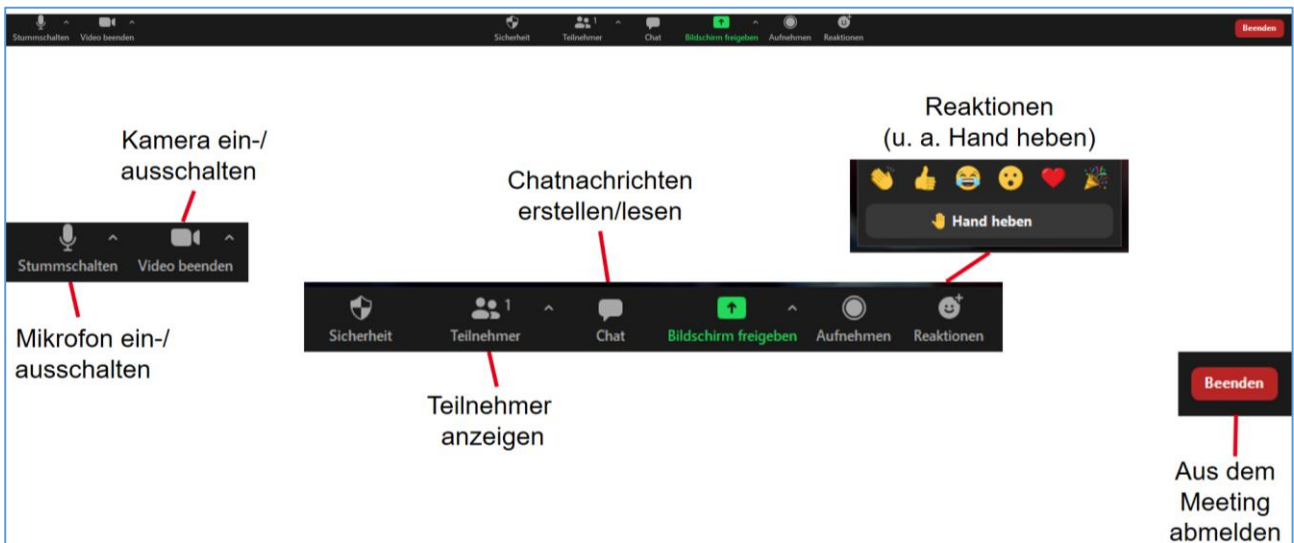 Stummschalten Video beenden Sicherheit Teilnehmer 1 Chat Bildschirm freigeben Aufnehmen Reaktionen Beenden
Kamera ein-/
ausschalten
Stummschalten Video beenden
Mikrofon ein-/
ausschalten
Chatnachrichten
erstellen/lesen
Reaktionen
(u. a. Hand heben)
Hand heben
1
Sicherheit Teilnehmer Chat Bildschirm freigeben Aufnehmen Reaktionen
Teilnehmer
anzeigen
Beenden
Aus dem
Meeting
abmelden